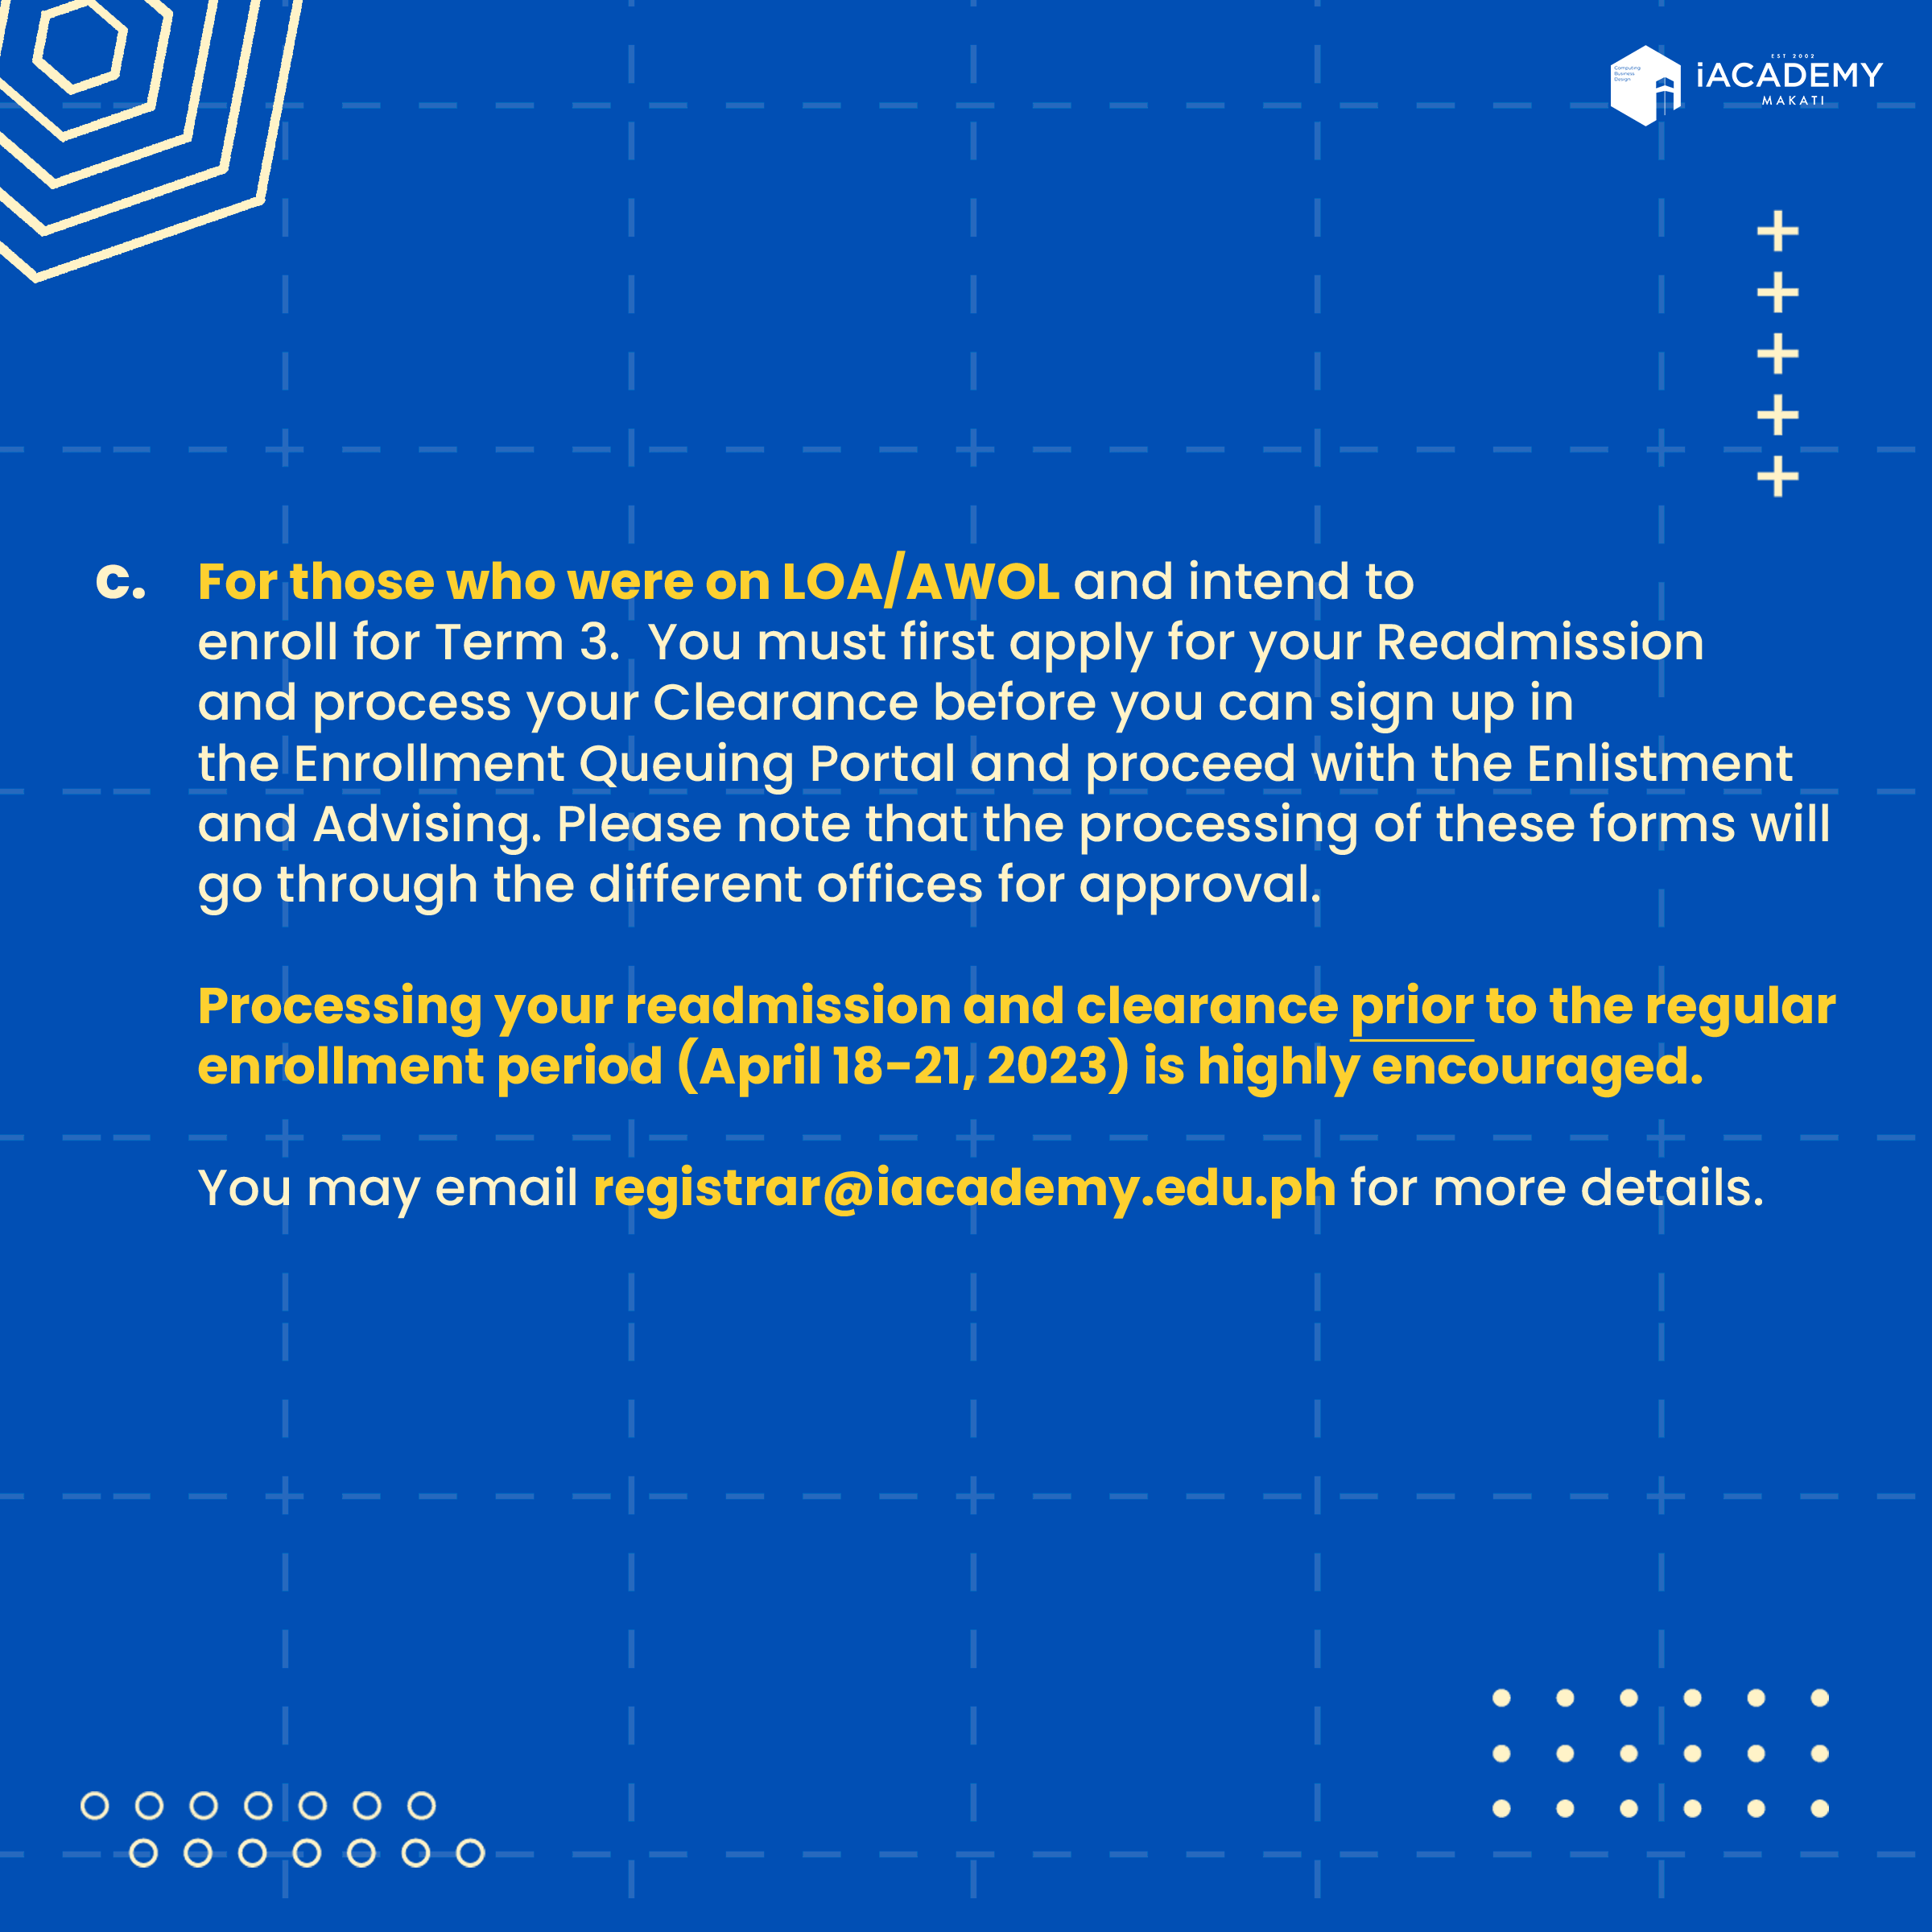 EST 2002
iACADEMY
MAKATI
Computing
Business
Design
c. For those who were on LOA/AWOL and intend to
enroll for Term 3.  You must first apply for your Readmission
and process your Clearance before you can sign up in
the Enrollment Queuing Portal and proceed with the Enlistment
and Advising. Please note that the processing of these forms will
go through the different offices for approval.
Processing your readmission and clearance prior to the regular
enrollment period (April 18-21, 2023) is highly encouraged.
You may email registrar@iacademy.edu.ph for more details.